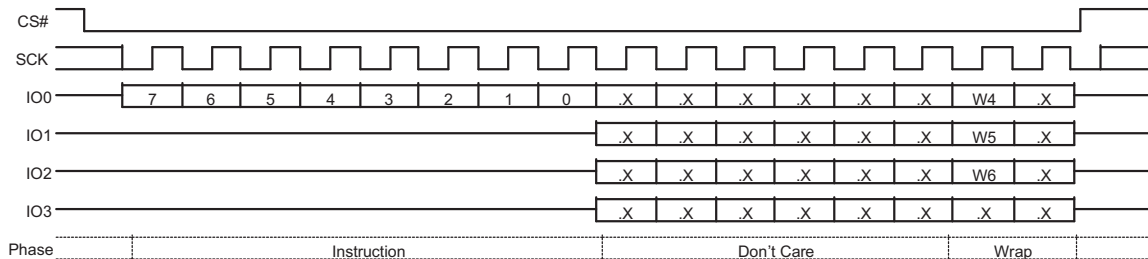 CS#
SCK
IO0 7 6 5 4 3 2 1 0 .X .X .X .X .X .X W4 .X
IO1 .X .X .X .X .X .X W5 .X
IO2 .X .X .X .X .X .X W6 .X
IO3 .X .X .X .X .X .X .X .X
Phase Instruction Don't Care Wrap